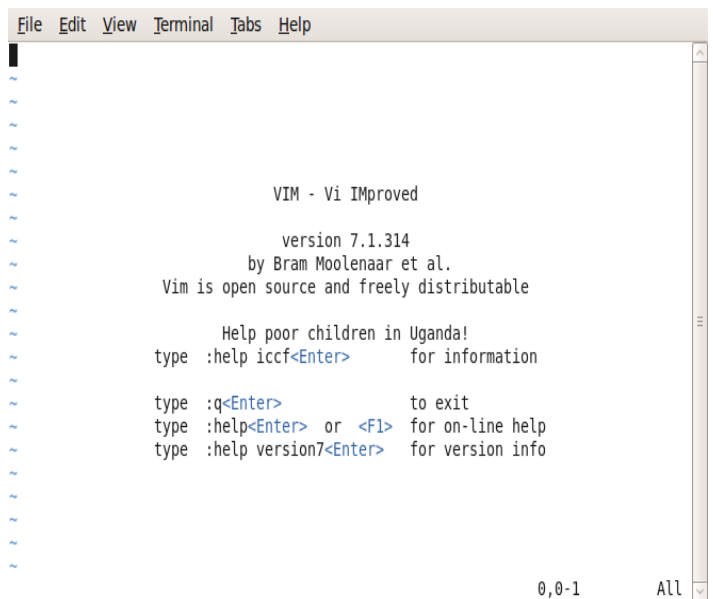 File Edit View Terminal Tabs Help
~
~
~
~
~
~ VIM - Vi IMproved
~
~ version 7.1.314
~ by Bram Moolenaar et al.
~ Vim is open source and freely distributable
~
~ Help poor children in Uganda!
~ type :help iccf<Enter> for information
~
~ type :q<Enter> to exit
~ type :help<Enter> or <F1> for on-line help
~ type :help version7<Enter> for version info
~
~
~
~
~
0,0-1 All